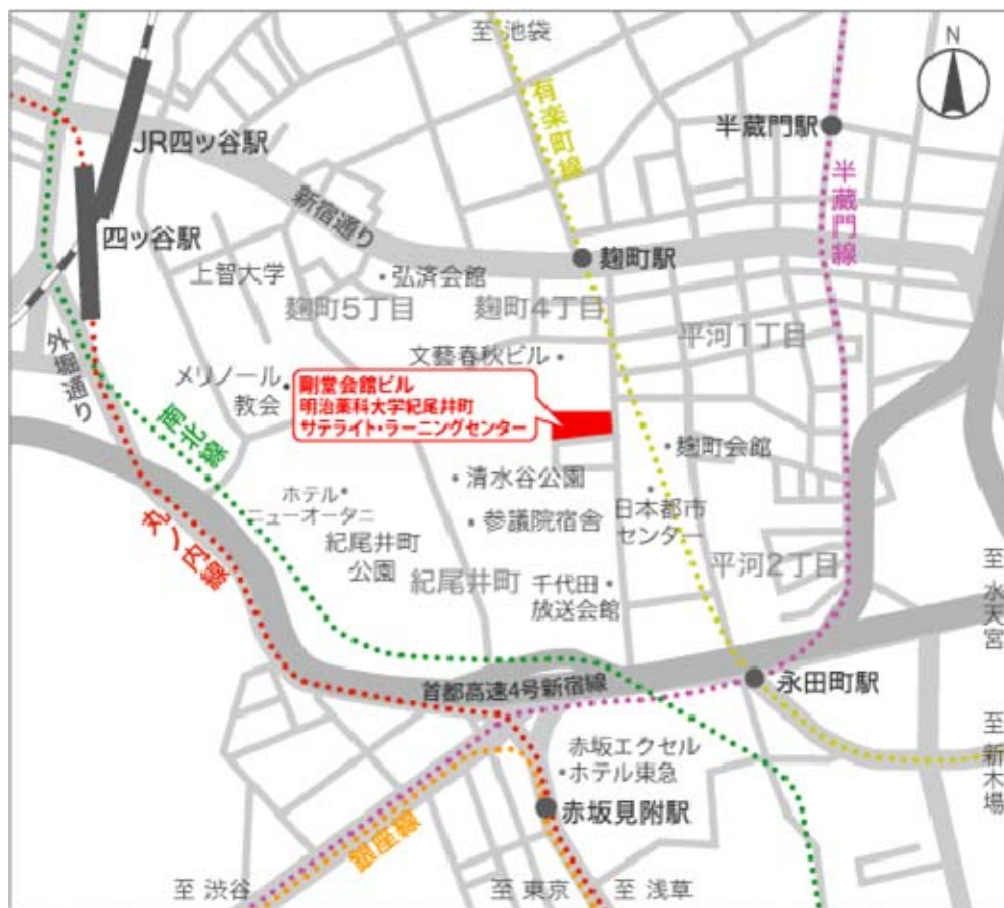 至 池袋
N
JR四ッ谷駅
有楽町線
半蔵門駅
新宿通り
半蔵門線
四ッ谷駅
麹町駅
上智大学
弘済会館
麹町5丁目
麹町4丁目
外堀通り
平河1丁目
文藝春秋ビル
メリノール
教会
剛堂会館ビル
明治薬科大学紀尾井町
サテライト・ラーニングセンター
南北線
麹町会館
清水谷公園
ホテル
ニューオータニ
参議院宿舎
日本都市
センター
丸ノ内線
紀尾井町
公園
紀尾井町
千代田
放送会館
平河2丁目
至 水天宮
首都高速4号新宿線
永田町駅
赤坂エクセル
ホテル東急
至 新木場
赤坂見附駅
銀座線
至 渋谷
至 東京
至 浅草